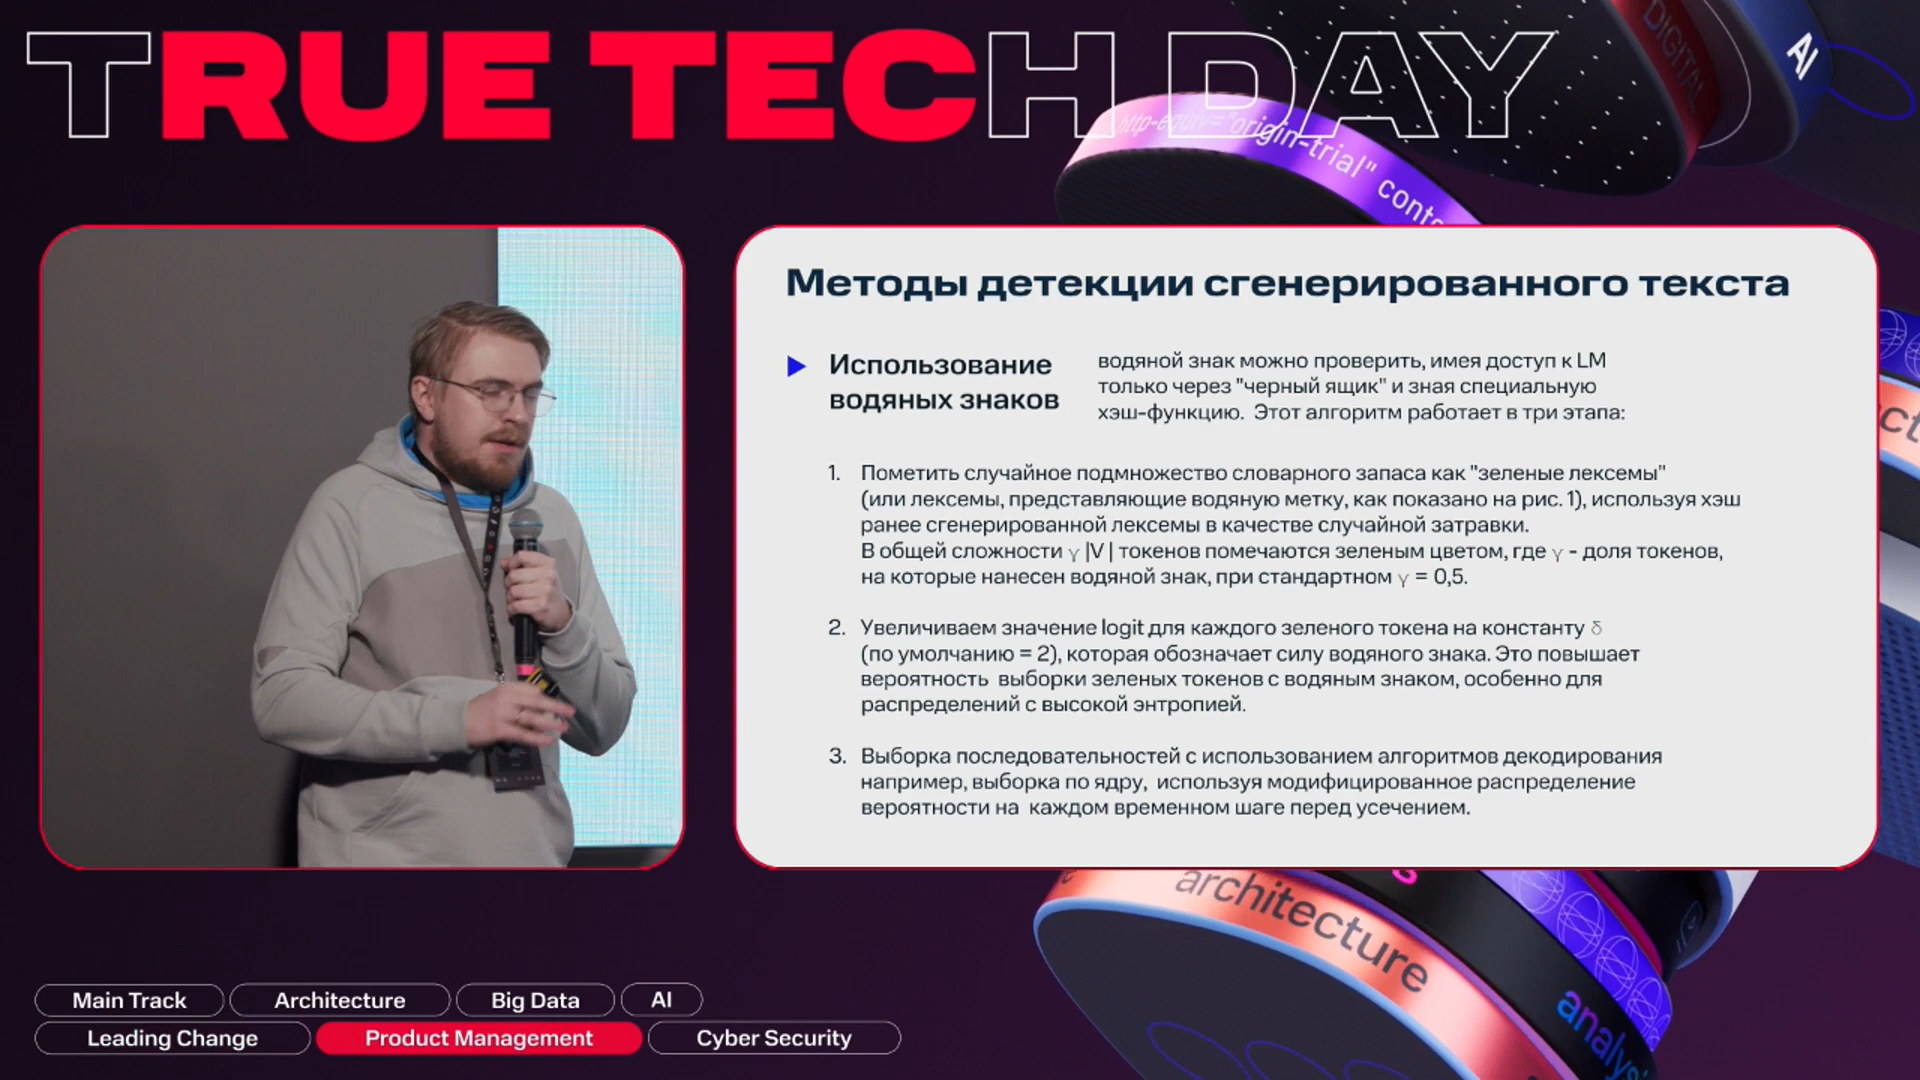 TRUE TECH DAY
DIGITAL
AI
http-equiv="origin-trial" conte
Методы детекции сгенерированного текста
Использование
водяных знаков
водяной знак можно проверить, имея доступ к LM
только через "черный ящик" и зная специальную
хэш-функцию. Этот алгоритм работает в три этапа:
1. Пометить случайное подмножество словарного запаса как "зеленые лексемы"
(или лексемы, представляющие водяную метку, как показано на рис. 1), используя хэш
ранее сгенерированной лексемы в качестве случайной затравки.
В общей сложности γ |V | токенов помечаются зеленым цветом, где γ - доля токенов,
на которые нанесен водяной знак, при стандартном γ = 0,5.
2. Увеличиваем значение logit для каждого зеленого токена на константу δ
(по умолчанию = 2), которая обозначает силу водяного знака. Это повышает
вероятность выборки зеленых токенов с водяным знаком, особенно для
распределений с высокой энтропией.
3. Выборка последовательностей с использованием алгоритмов декодирования
например, выборка по ядру, используя модифицированное распределение
вероятности на каждом временном шаге перед усечением.
architecture
analysi
Main Track
Architecture
Big Data
AI
Leading Change
Product Management
Cyber Security